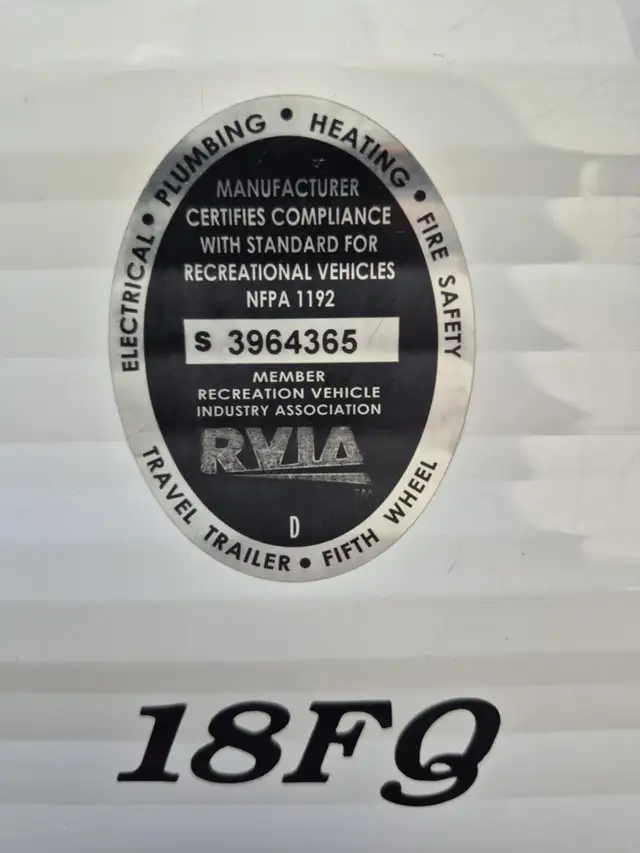 ELECTRICAL • PLUMBING • HEATING • FIRE SAFETY
MANUFACTURER
CERTIFIES COMPLIANCE
WITH STANDARD FOR
RECREATIONAL VEHICLES
NFPA 1192
S 3964365
MEMBER
RECREATION VEHICLE
INDUSTRY ASSOCIATION
RVIA
TM
D
TRAVEL TRAILER • FIFTH WHEEL
18FQ